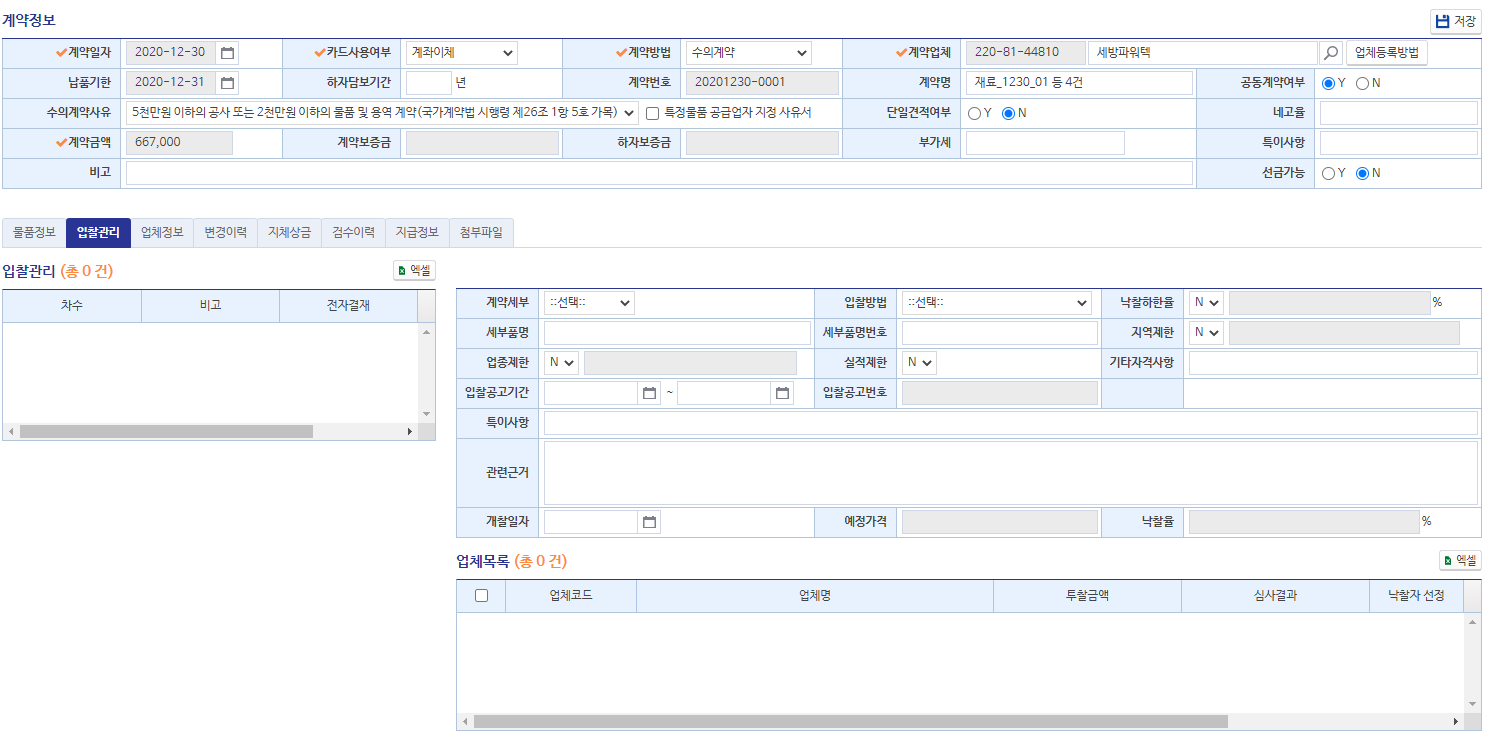 계약정보 저장
계약일자 2020-12-30 카드사용여부 계좌이체 계약방법 수의계약 계약업체 220-81-44810 세방파워텍 업체등록방법
납품기한 2020-12-31 하자담보기간 년 계약번호 20201230-0001 계약명 재료_1230_01 등 4건 공동계약여부 Y N
수의계약사유 5천만원 이하의 공사 또는 2천만원 이하의 물품 및 용역 계약(국가계약법 시행령 제26조 1항 5호 가목) 특정물품 공급업자 지정 사유서 단일견적여부 Y N 네고율
계약금액 667,000 계약보증금 하자보증금 부가세 특이사항
비고 선금가능 Y N
물품정보 입찰관리 업체정보 변경이력 지체상금 검수이력 지급정보 첨부파일
입찰관리 (총 0 건) 엑셀
차수 비고 전자결재
계약세부 ::선택:: 입찰방법 ::선택:: 낙찰하한율 N %
세부품명 세부품명번호 지역제한 N
업종제한 N 실적제한 N 기타자격사항
입찰공고기간 ~ 입찰공고번호
특이사항
관련근거
개찰일자 예정가격 낙찰율 %
업체목록 (총 0 건) 엑셀
업체코드 업체명 투찰금액 심사결과 낙찰자 선정